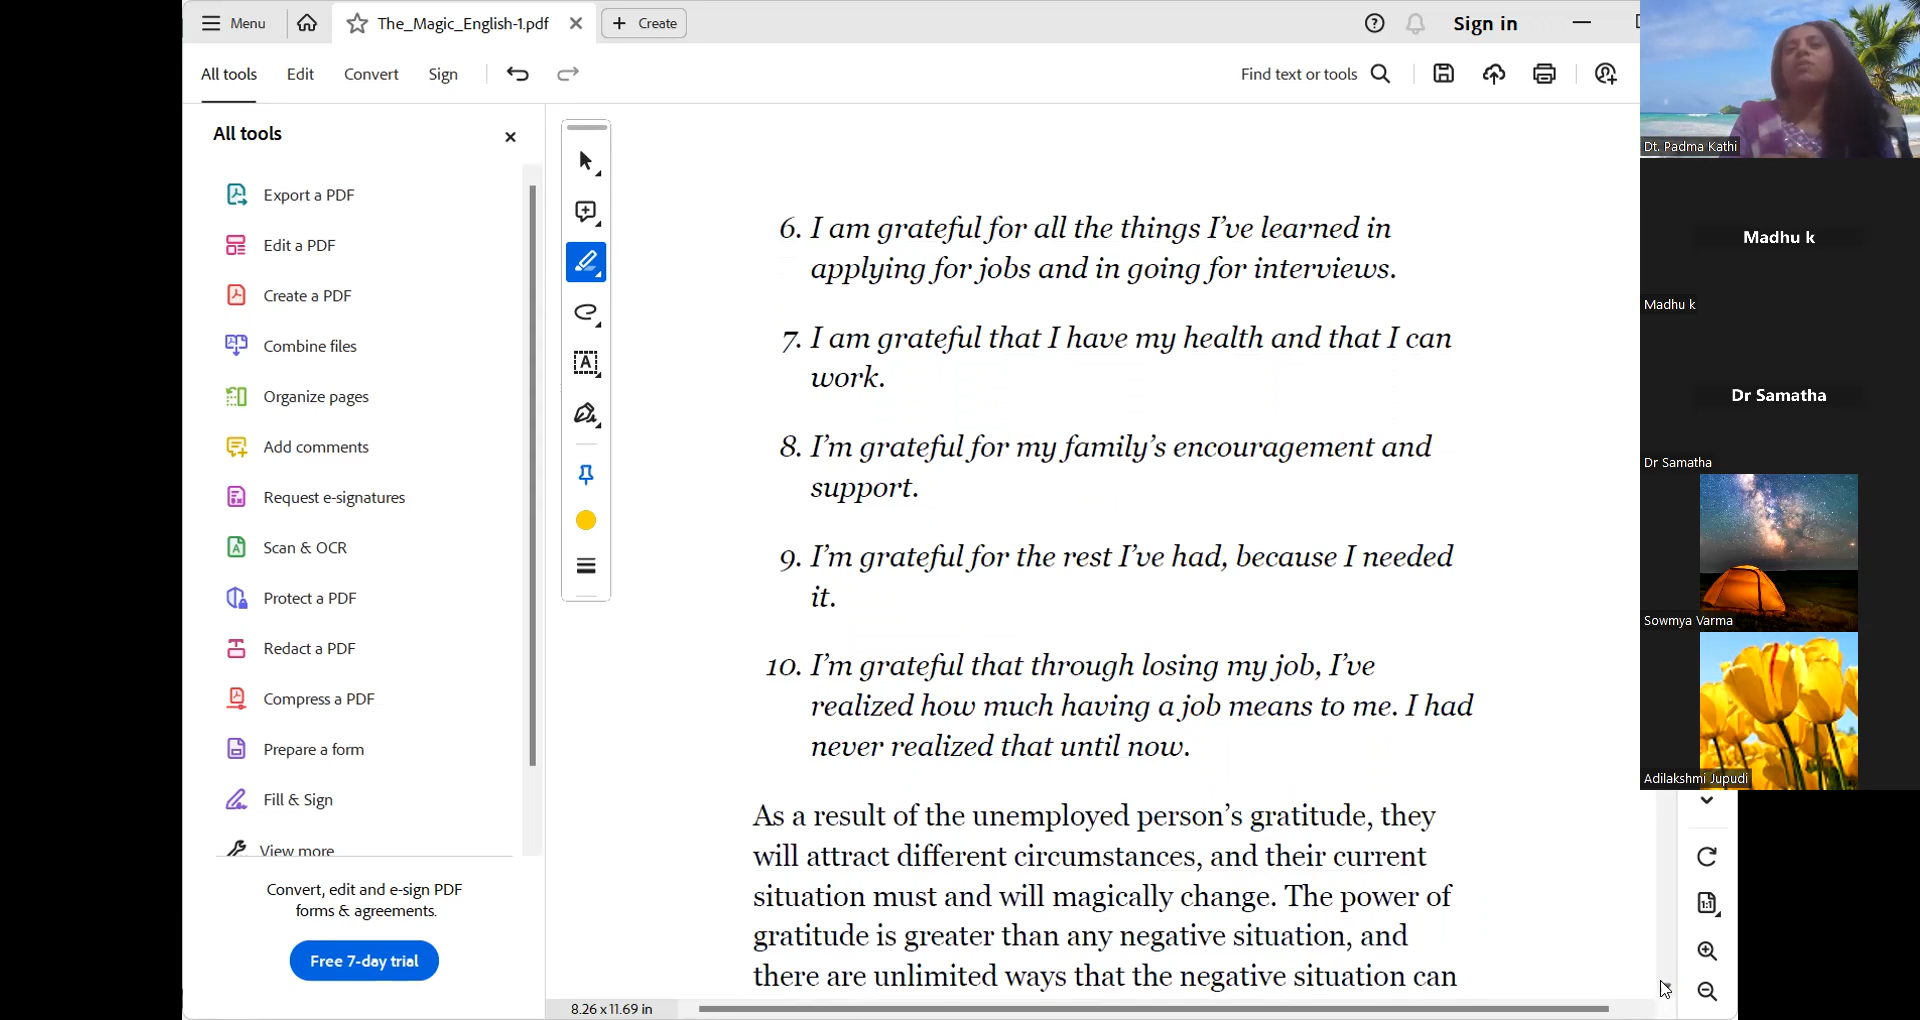 Menu
The_Magic_English-1.pdf
Create
Sign in
All tools
Edit
Convert
Sign
Find text or tools
All tools
Export a PDF
Edit a PDF
Create a PDF
Combine files
Organize pages
Add comments
Request e-signatures
Scan & OCR
Protect a PDF
Redact a PDF
Compress a PDF
Prepare a form
Fill & Sign
View more
Convert, edit and e-sign PDF
forms & agreements.
Free 7-day trial
6. I am grateful for all the things I've learned in
applying for jobs and in going for interviews.
7. I am grateful that I have my health and that I can
work.
8. I'm grateful for my family's encouragement and
support.
9. I'm grateful for the rest I've had, because I needed
it.
10. I'm grateful that through losing my job, I've
realized how much having a job means to me. I had
never realized that until now.
As a result of the unemployed person's gratitude, they
will attract different circumstances, and their current
situation must and will magically change. The power of
gratitude is greater than any negative situation, and
there are unlimited ways that the negative situation can
8.26 x 11.69 in
Dt. Padma Kathi
Madhu k
Madhu k
Dr Samatha
Dr Samatha
Sowmya Varma
Adilakshmi Jupudi